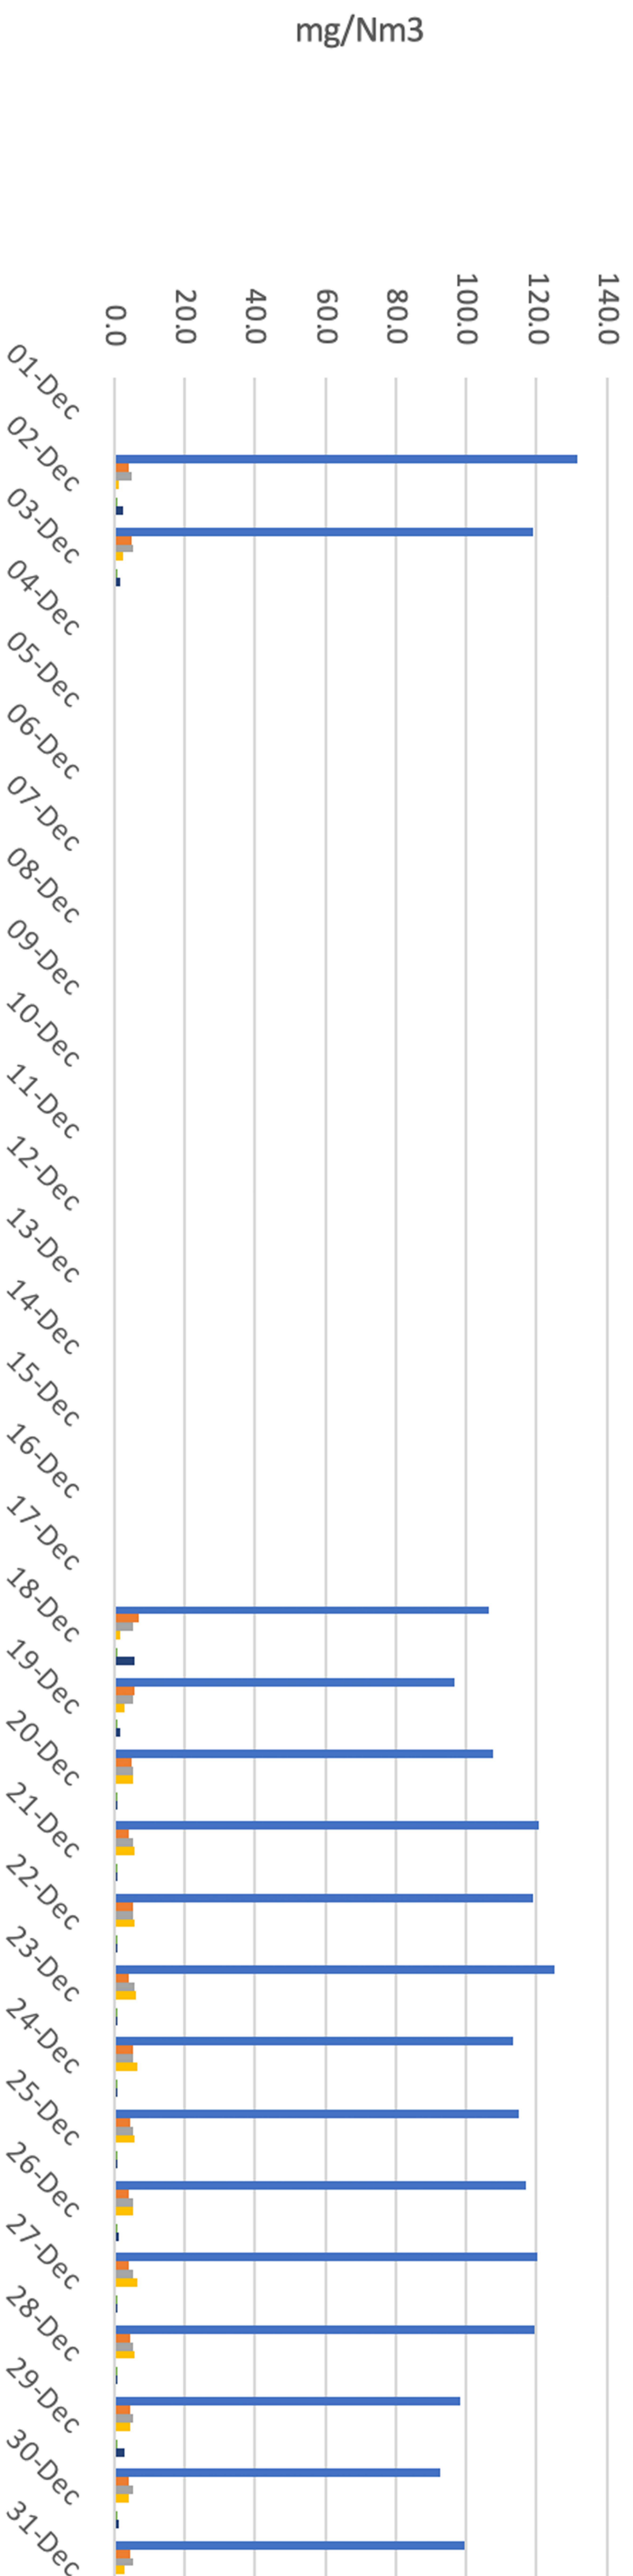 mg/Nm3
0.0
20.0
40.0
60.0
80.0
100.0
120.0
140.0
01-Dec
02-Dec
03-Dec
04-Dec
05-Dec
06-Dec
07-Dec
08-Dec
09-Dec
10-Dec
11-Dec
12-Dec
13-Dec
14-Dec
15-Dec
16-Dec
17-Dec
18-Dec
19-Dec
20-Dec
21-Dec
22-Dec
23-Dec
24-Dec
25-Dec
26-Dec
27-Dec
28-Dec
29-Dec
30-Dec
31-Dec